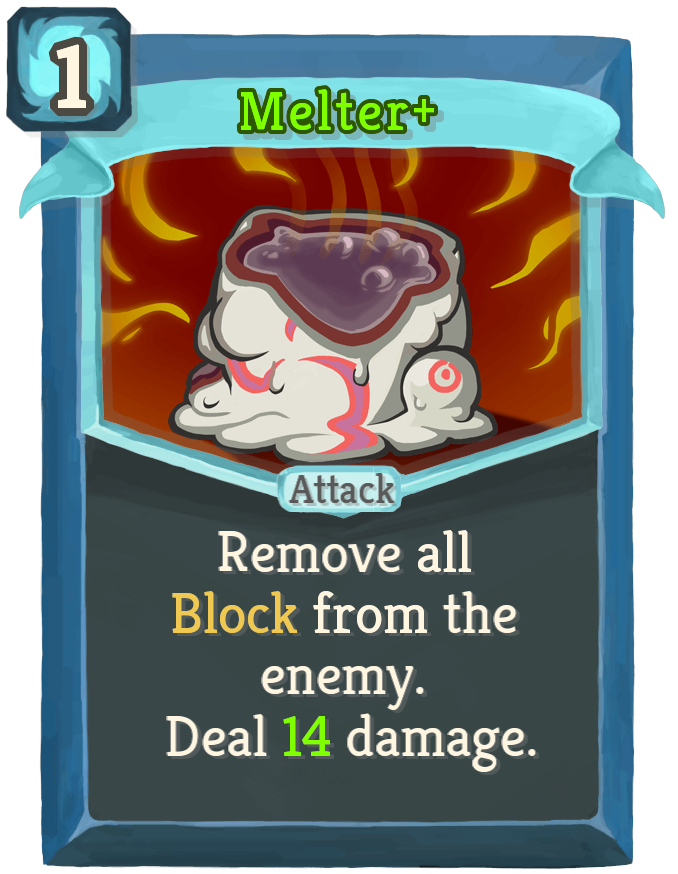 1
Melter+
Attack
Remove all
Block from the
enemy.
Deal 14 damage.